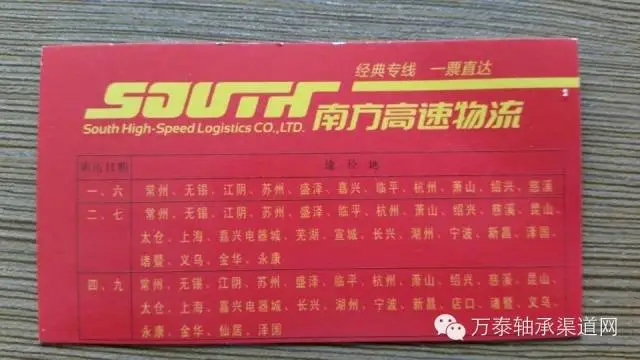 经典专线 一票直达
SOUTH
南方高速物流
South High-Speed Logistics CO.,LTD.
途经地
一、六 常州、无锡、江阴、苏州、盛泽、嘉兴、临平、杭州、萧山、绍兴、慈溪
二、七 常州、无锡、江阴、苏州、盛泽、临平、杭州、萧山、绍兴、慈溪、昆山、
太仓、上海、嘉兴电器城、芜湖、宣城、长兴、湖州、宁波、新昌、泽国、
诸暨、义乌、金华、永康
四、九 常州、无锡、江阴、苏州、盛泽、临平、杭州、萧山、绍兴、慈溪、昆山、
太仓、上海、嘉兴电器城、长兴、湖州、宁波、新昌、店口、诸暨、义乌、
永康、金华、仙居、泽国
万泰轴承渠道网